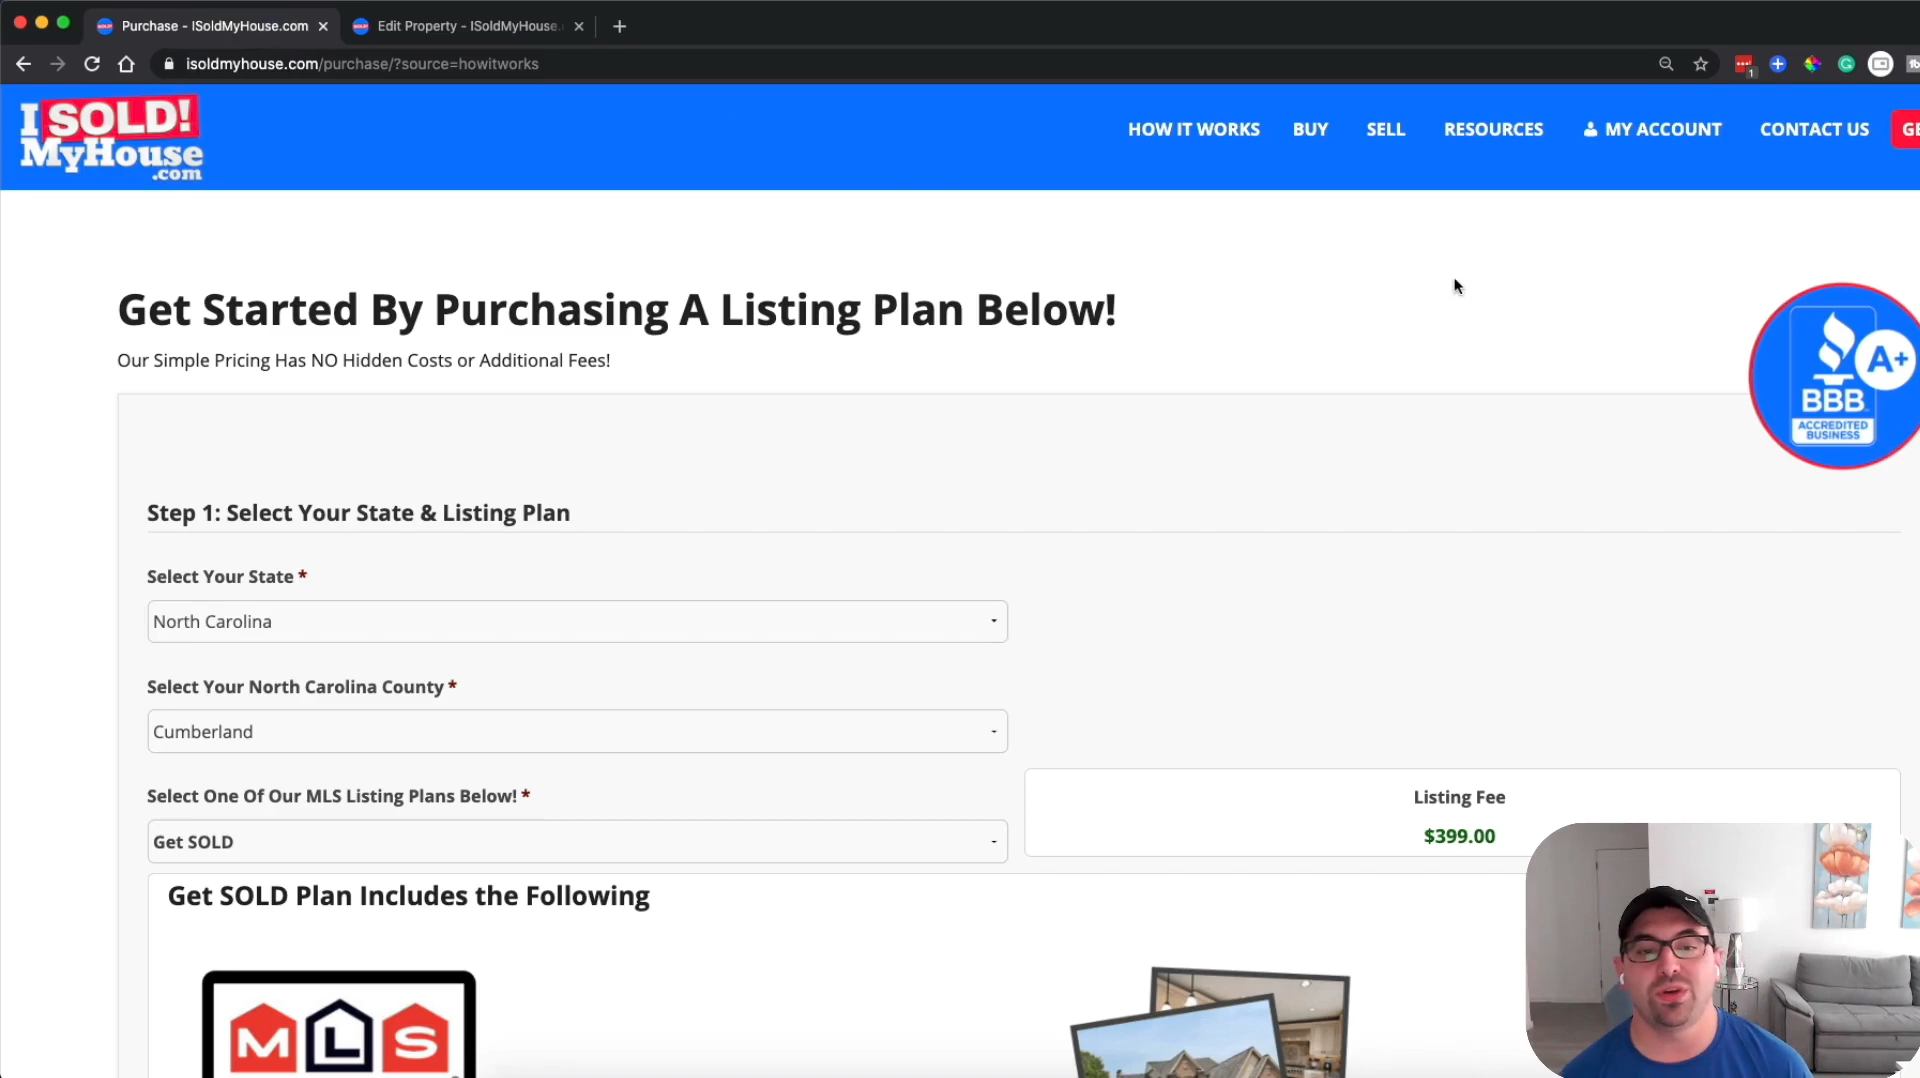 Purchase - ISoldMyHouse.com
Edit Property - ISoldMyHouse.
isoldmyhouse.com/purchase/?source=howitworks
1
I SOLD!
MyHouse
.com
HOW IT WORKS
BUY
SELL
RESOURCES
MY ACCOUNT
CONTACT US
GE
Get Started By Purchasing A Listing Plan Below!
Our Simple Pricing Has NO Hidden Costs or Additional Fees!
A+
BBB
ACCREDITED
BUSINESS
Step 1: Select Your State & Listing Plan
Select Your State *
North Carolina
Select Your North Carolina County *
Cumberland
Select One Of Our MLS Listing Plans Below! *
Get SOLD
Listing Fee
$399.00
Get SOLD Plan Includes the Following
MLS